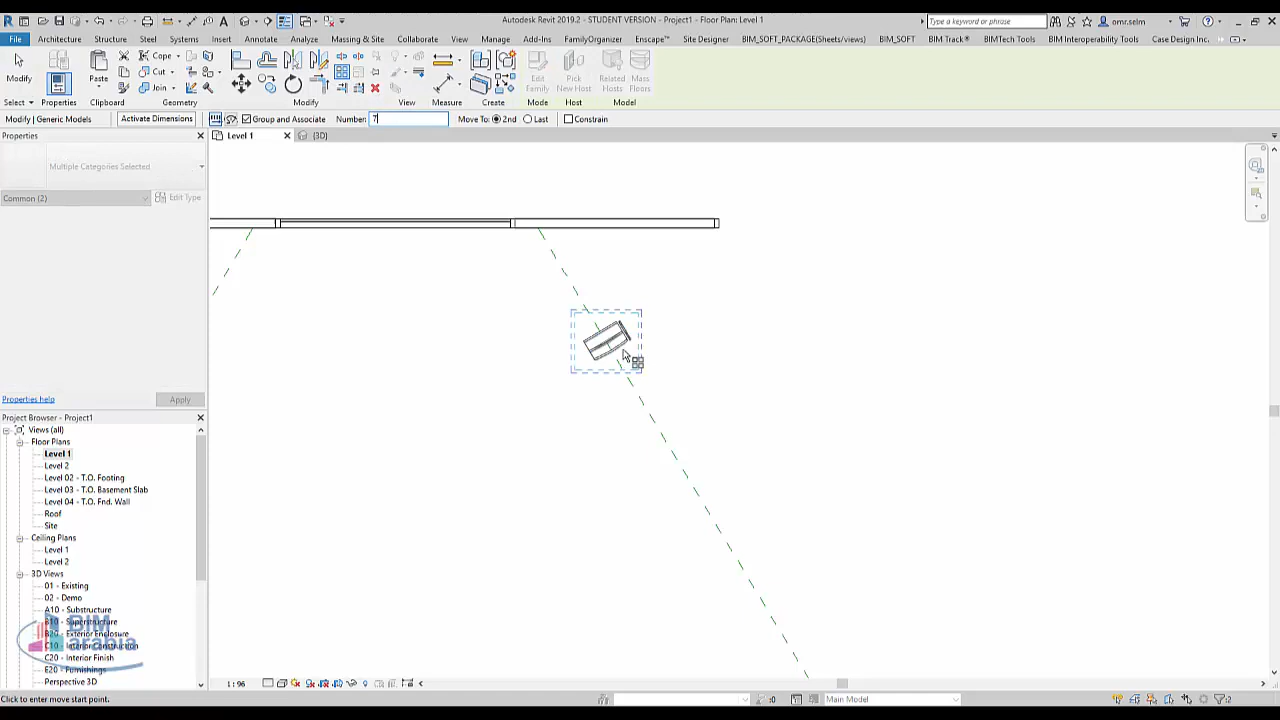 Autodesk Revit 2019.2 - STUDENT VERSION - Project1 - Floor Plan: Level 1
Type a keyword or phrase
omr.selm
File Architecture Structure Steel Systems Insert Annotate Analyze Massing & Site Collaborate View Manage Add-Ins FamilyOrganizer Enscape™ Site Designer BIM_SOFT_PACKAGE(Sheets/views) BIM_SOFT BIM Track® BIMTech Tools BIM Interoperability Tools Case Design Inc.
Modify Paste Cope Cut Join Edit Family Pick New Host Related Hosts Mass Floors
Select Properties Clipboard Geometry Modify View Measure Create Mode Host Model
Modify | Generic Models Activate Dimensions Group and Associate Number: 7 Move To: 2nd Last Constrain
Properties
Level 1 {3D}
Multiple Categories Selected
Common (2) Edit Type
Properties help Apply
Project Browser - Project1
Views (all)
Floor Plans
Level 1
Level 2
Level 02 - T.O. Footing
Level 03 - T.O. Basement Slab
Level 04 - T.O. Fnd. Wall
Roof
Site
Ceiling Plans
Level 1
Level 2
3D Views
01 - Existing
02 - Demo
A10 - Substructure
B10 - Superstructure
B20 - Exterior Enclosure
C10 - Interior Construction
C20 - Interior Finish
E20 - Furnishings
Perspective 3D
BIM
arabia
1 : 96
Click to enter move start point.
:0
Main Model
:2